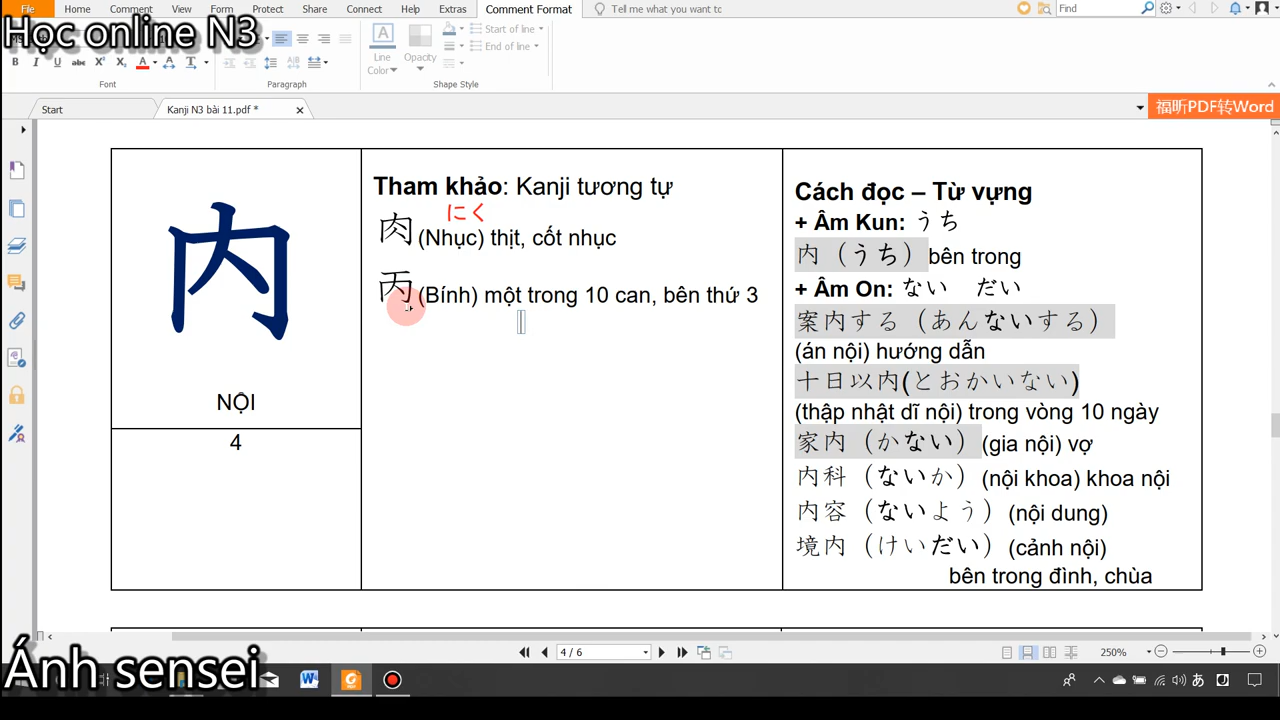 File Home Comment View Form Protect Share Connect Help Extras Comment Format Tell me what you want tc Find
Học online N3
Line Color
Opacity
Start of line
End of line
Font Paragraph Shape Style
Start Kanji N3 bài 11.pdf *
福昕PDF转Word
内
NỘI
4
Tham khảo: Kanji tương tự
にく
肉(Nhục) thịt, cốt nhục
丙(Bính) một trong 10 can, bên thứ 3
Cách đọc – Từ vựng
+ Âm Kun: うち
内（うち）bên trong
+ Âm On: ない だい
案内する（あんないする）
(án nội) hướng dẫn
十日以内(とおかいない)
(thập nhật dĩ nội) trong vòng 10 ngày
家内（かない）(gia nội) vợ
内科（ないか）(nội khoa) khoa nội
内容（ないよう）(nội dung)
境内（けいだい）(cảnh nội)
bên trong đình, chùa
4 / 6
250%
Ánh sensei
あ